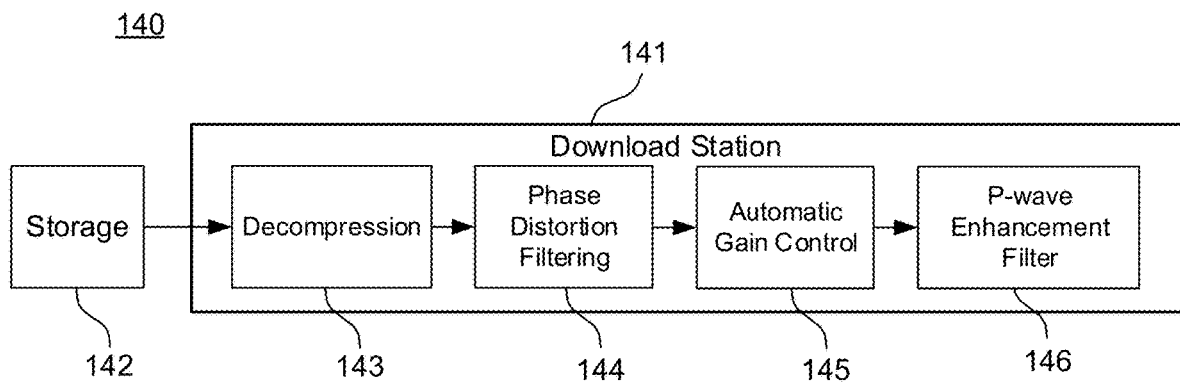 140
141
Download Station
Storage
Decompression
Phase
Distortion
Filtering
Automatic
Gain Control
P-wave
Enhancement
Filter
142
143
144
145
146